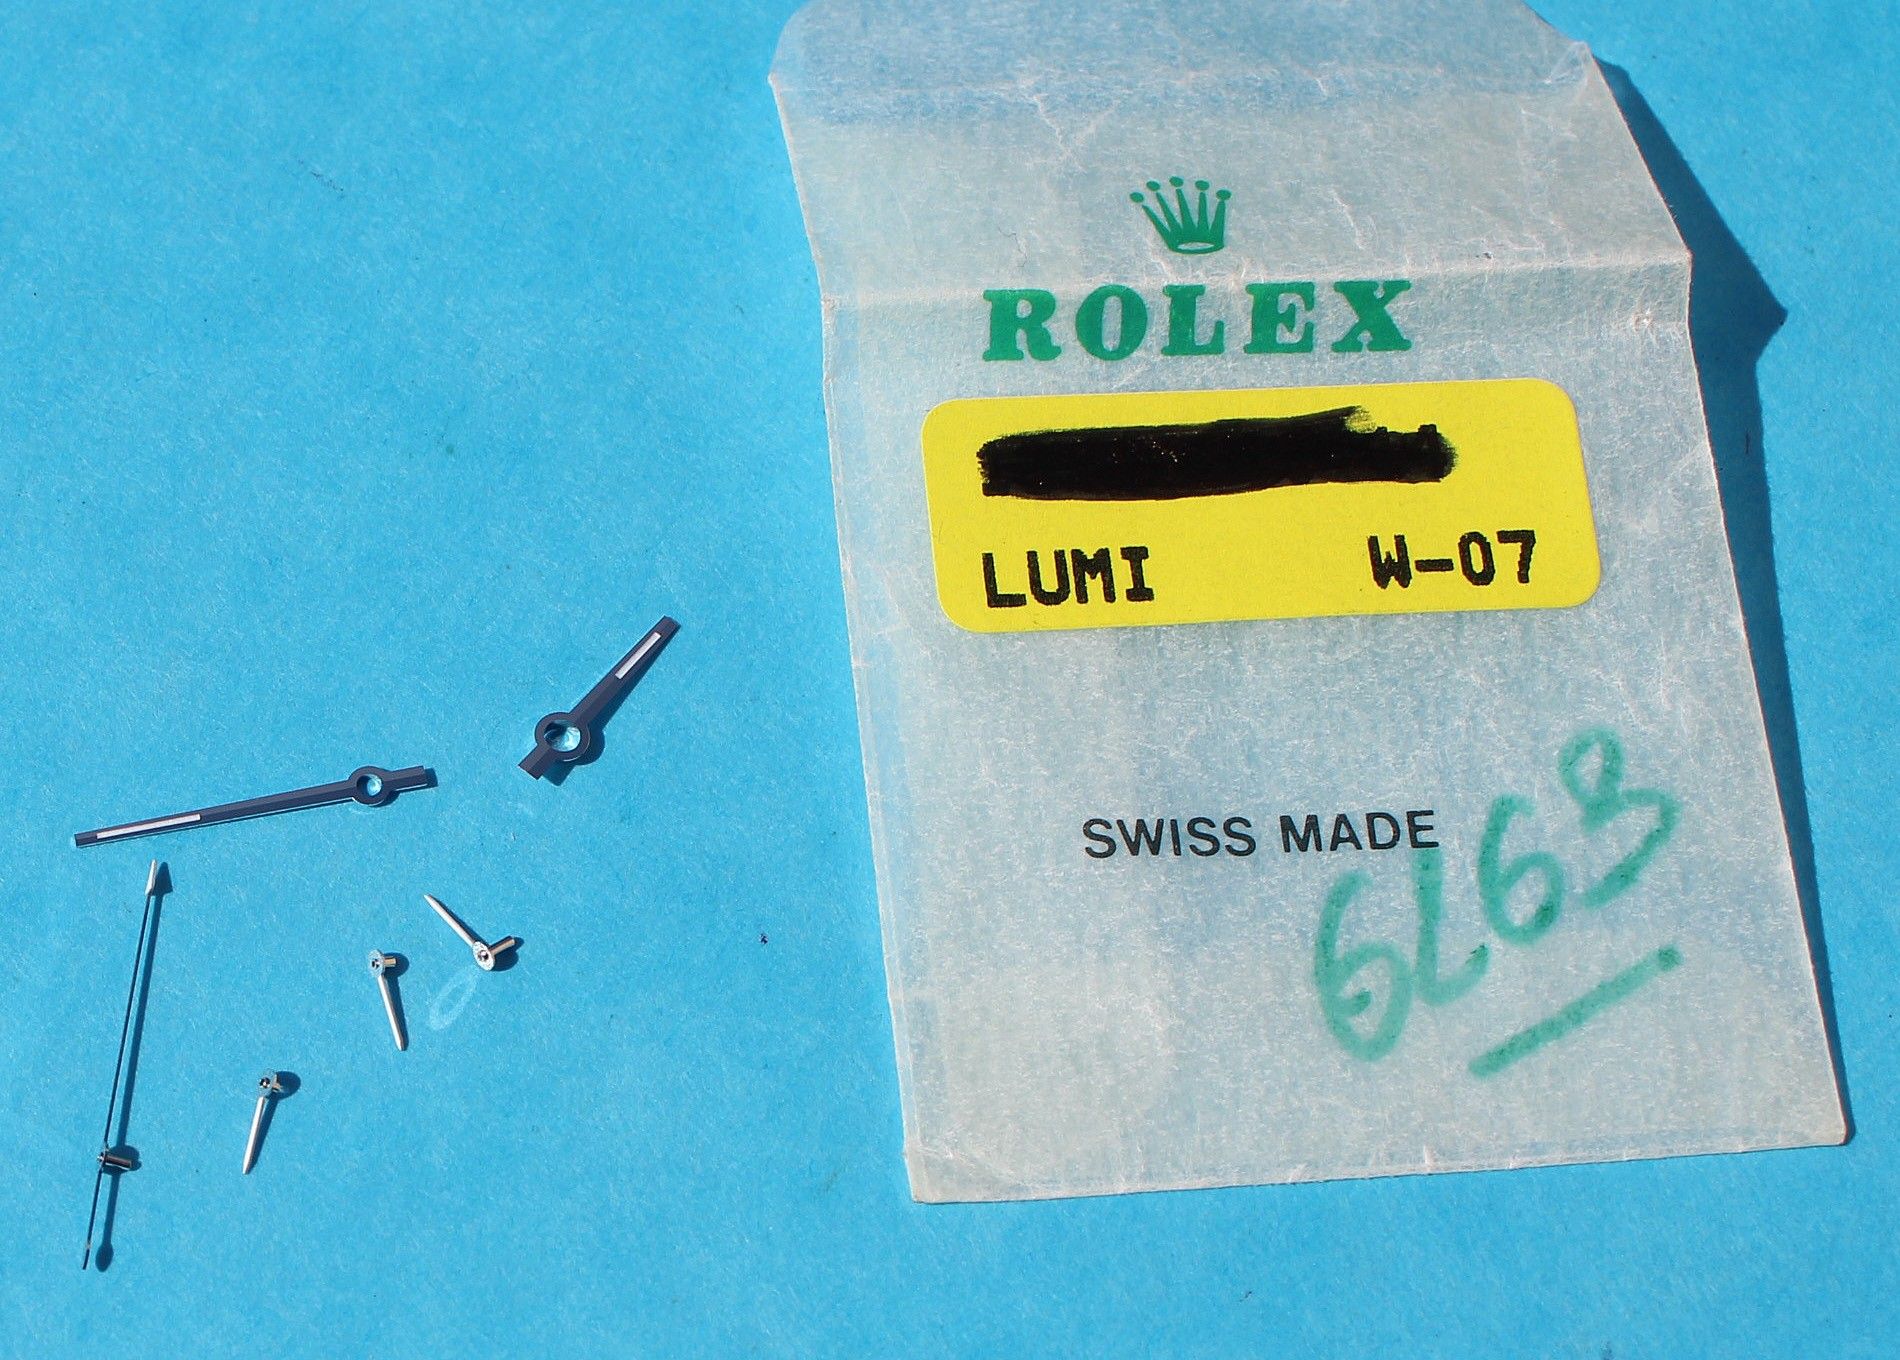 ROLEX
LUMI W-07
SWISS MADE
6263